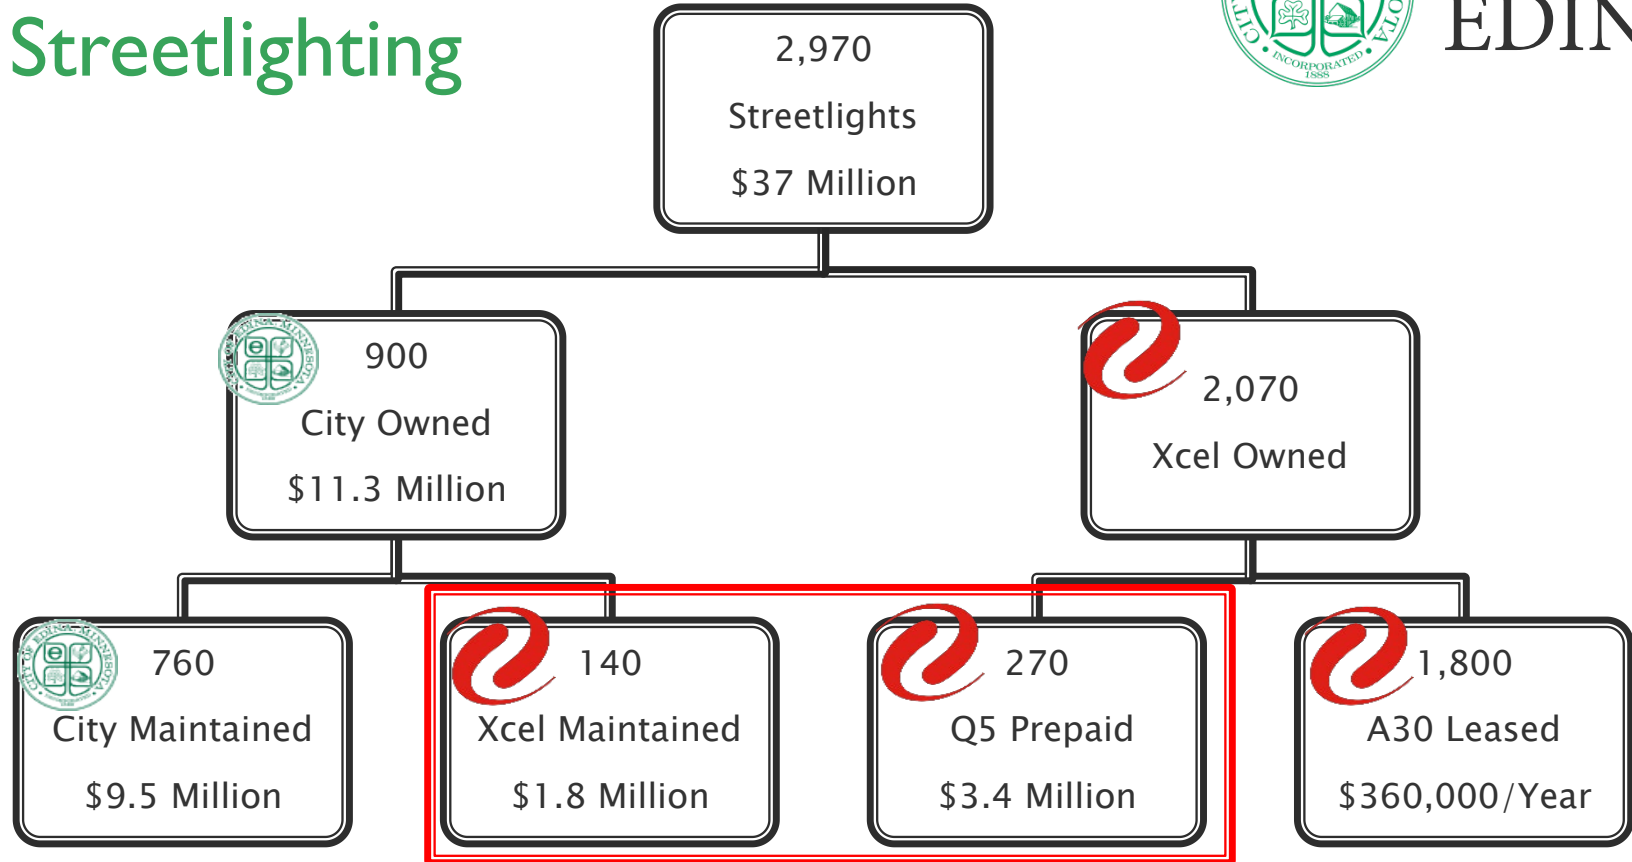 Streetlighting
EDIN
INCORPORATED
1888
2,970
Streetlights
$37 Million
900
City Owned
$11.3 Million
2,070
Xcel Owned
760
City Maintained
$9.5 Million
140
Xcel Maintained
$1.8 Million
270
Q5 Prepaid
$3.4 Million
1,800
A30 Leased
$360,000/Year